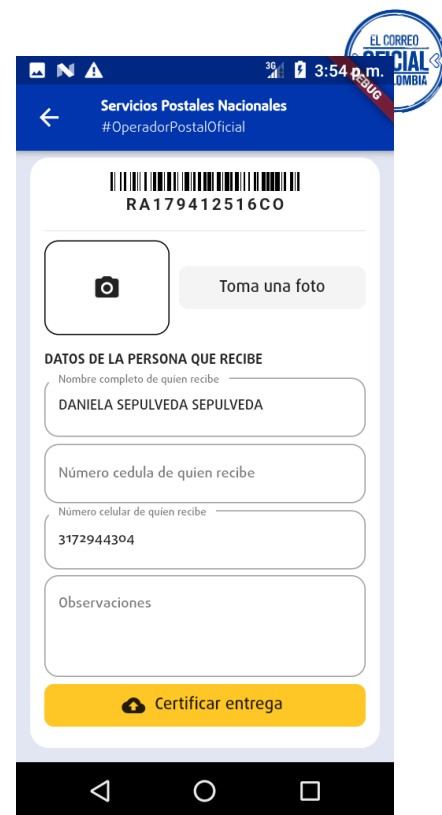 EL CORREO
OFICIAL
3G
3:54 p.m.
DEBUG
Servicios Postales Nacionales
#OperadorPostalOficial
RA179412516CO
Toma una foto
DATOS DE LA PERSONA QUE RECIBE
Nombre completo de quien recibe
DANIELA SEPULVEDA SEPULVEDA
Número cedula de quien recibe
Número celular de quien recibe
3172944304
Observaciones
Certificar entrega